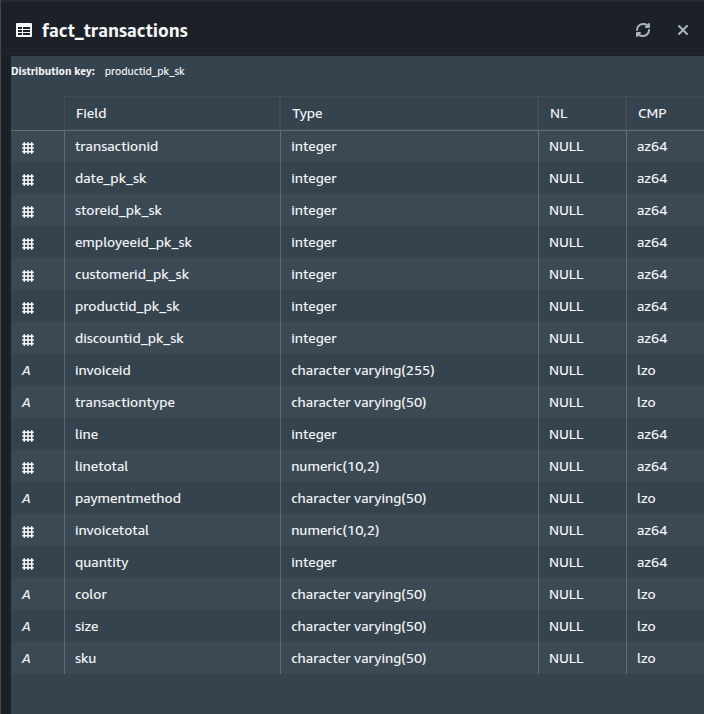 fact_transactions
Distribution key: productid_pk_sk
Field Type NL CMP
transactionid integer NULL az64
date_pk_sk integer NULL az64
storeid_pk_sk integer NULL az64
employeeid_pk_sk integer NULL az64
customerid_pk_sk integer NULL az64
productid_pk_sk integer NULL az64
discountid_pk_sk integer NULL az64
A invoiceid character varying(255) NULL lzo
A transactiontype character varying(50) NULL lzo
line integer NULL az64
linetotal numeric(10,2) NULL az64
A paymentmethod character varying(50) NULL lzo
invoicetotal numeric(10,2) NULL az64
quantity integer NULL az64
A color character varying(50) NULL lzo
A size character varying(50) NULL lzo
A sku character varying(50) NULL lzo